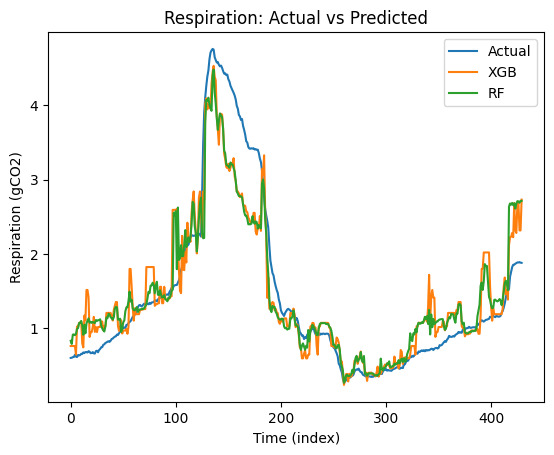 Respiration: Actual vs Predicted
Actual
XGB
RF
Respiration (gCO2)
4
3
2
1
0
100
200
300
400
Time (index)